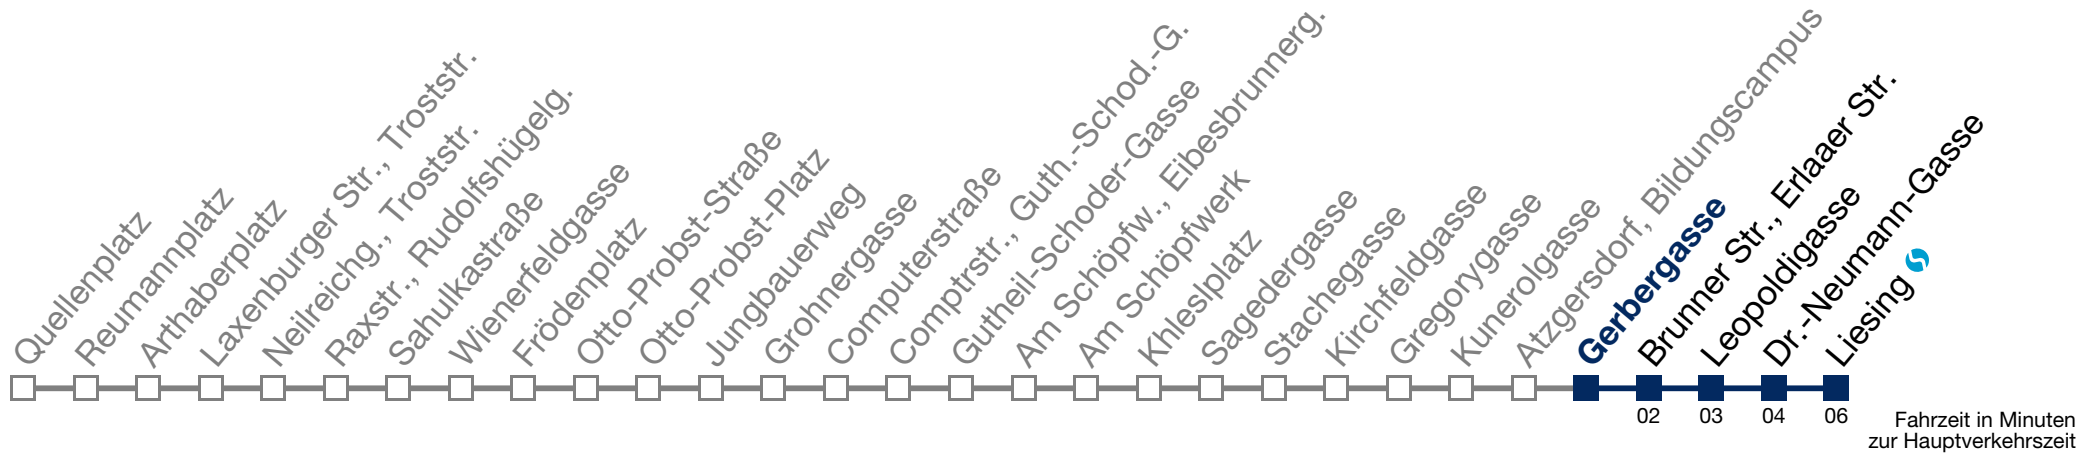 Quellenplatz
Reumannplatz
Arthaberplatz
Laxenburger Str., Troststr.
Neilreichg., Troststr.
Raxstr., Rudolfshügelg.
Sahulkastraße
Wienerfeldgasse
Frödenplatz
Otto-Probst-Straße
Otto-Probst-Platz
Jungbauerweg
Grohnergasse
Computerstraße
Comptrstr., Guth.-Schod.-G.
Gutheil-Schoder-Gasse
Am Schöpfw., Eibesbrunnerg.
Am Schöpfwerk
Khleslplatz
Sagedergasse
Stachegasse
Kirchfeldgasse
Gregorygasse
Kunerolgasse
Atzgersdorf, Bildungscampus
Gerbergasse
Brunner Str., Erlaaer Str.
Leopoldigasse
Dr.-Neumann-Gasse
Liesing
02 03 04 06
Fahrzeit in Minuten
zur Hauptverkehrszeit